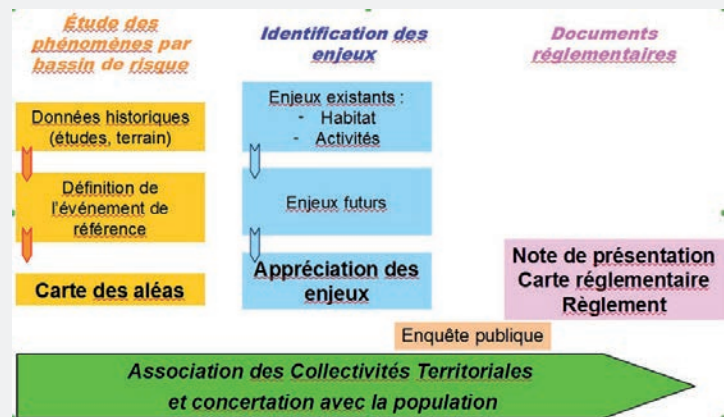 Étude des
phénomènes par
bassin de risque
Données historiques
(études, terrain)
Définition de
l'événement de
référence
Carte des aléas
Identification des
enjeux
Enjeux existants :
- Habitat
- Activités
Enjeux futurs
Appréciation des
enjeux
Documents
réglementaires
Note de présentation
Carte réglementaire
Règlement
Enquête publique
Association des Collectivités Territoriales
et concertation avec la population